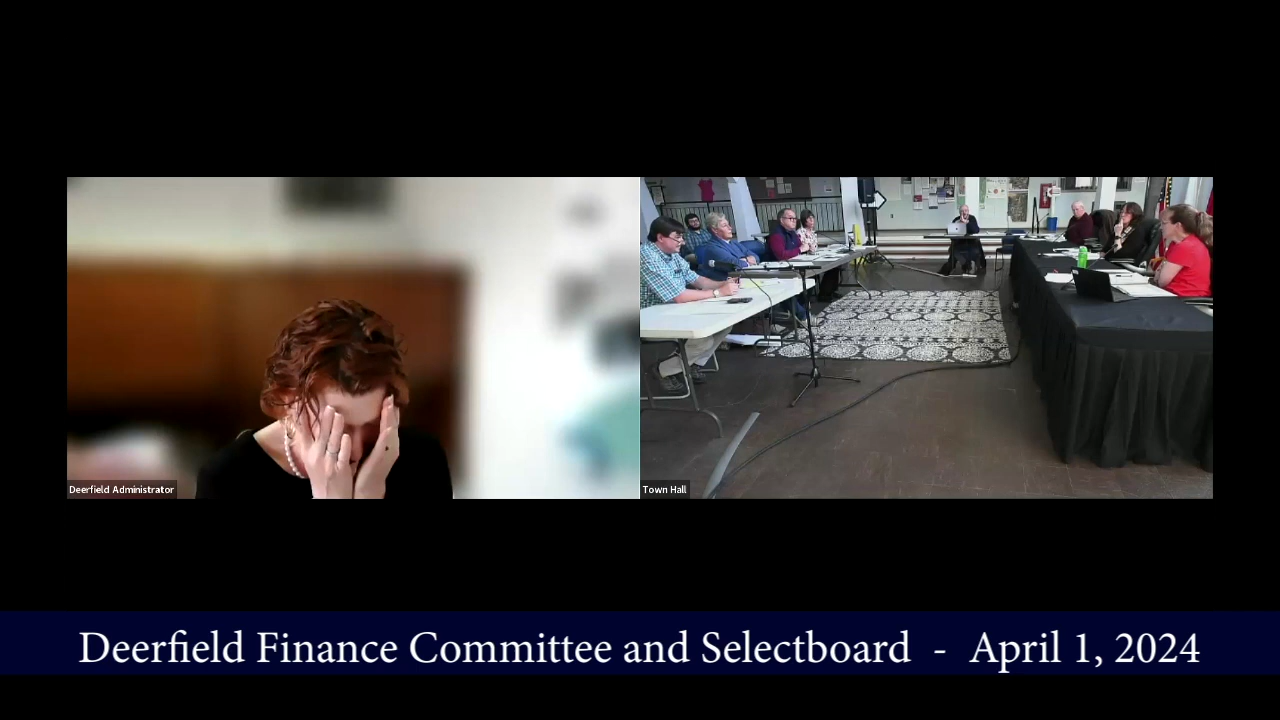 Deerfield Administrator
Town Hall
Deerfield Finance Committee and Selectboard - April 1, 2024